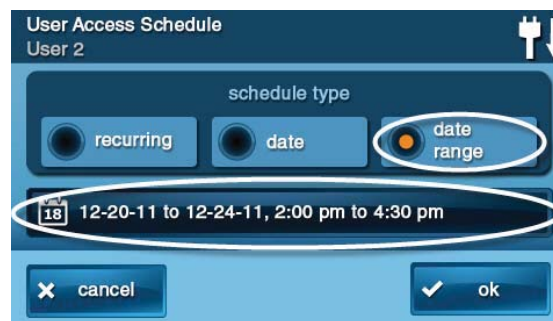 User Access Schedule
User 2
schedule type
recurring
date
date
range
18
12-20-11 to 12-24-11, 2:00 pm to 4:30 pm
cancel
ok